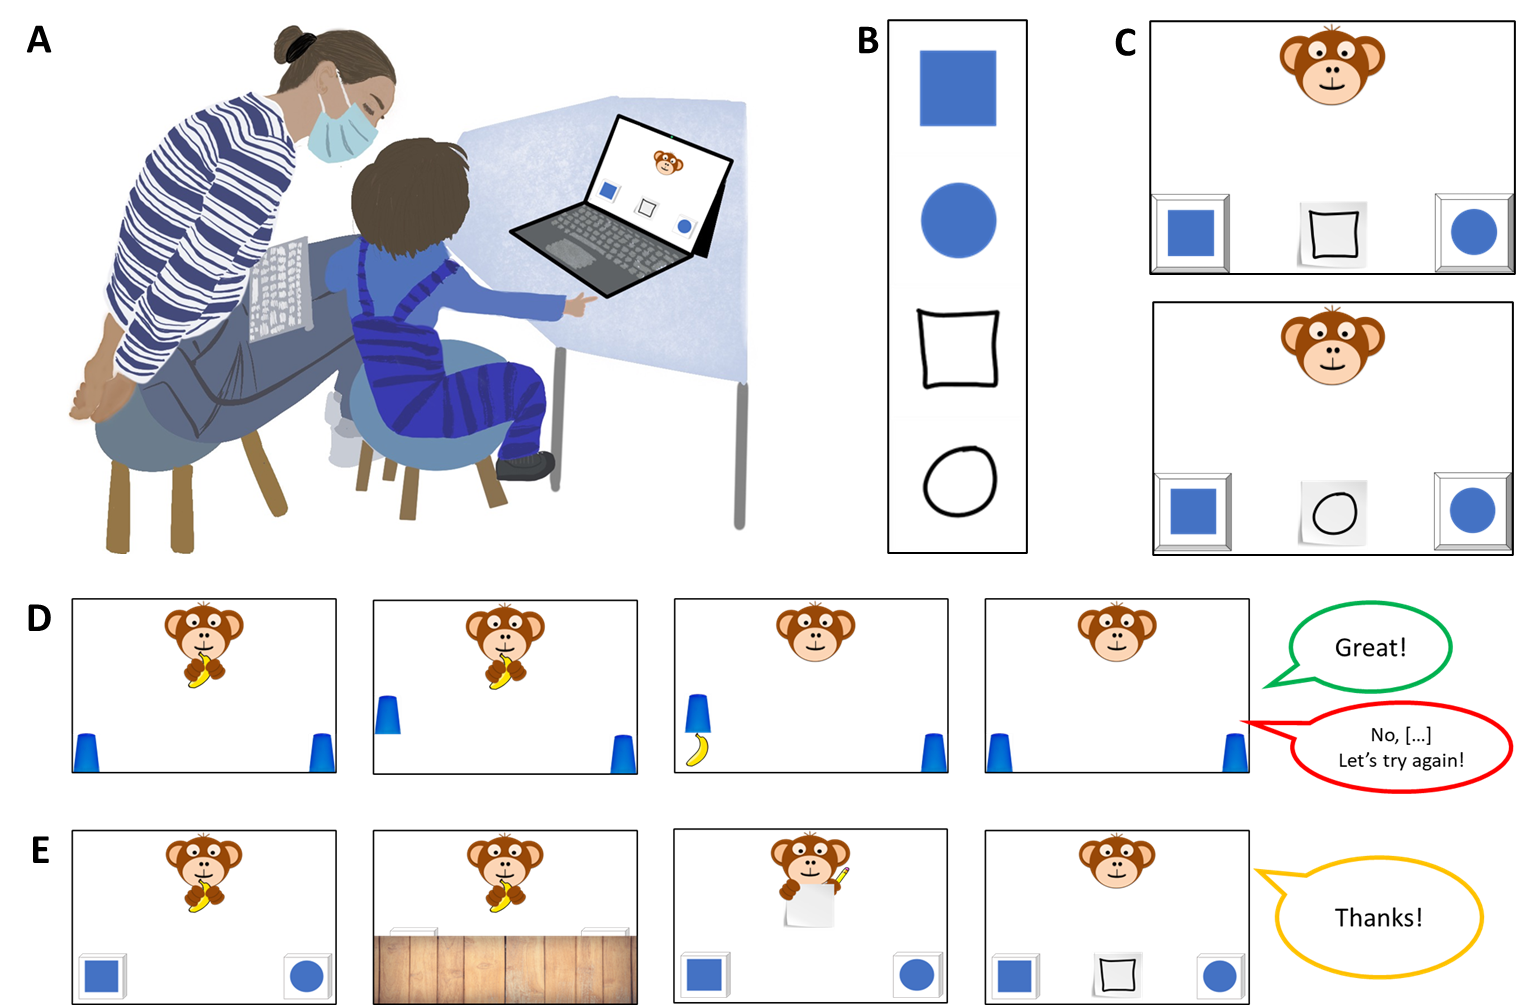 A
B
C
D
Great!
No, […]
Let's try again!
E
Thanks!